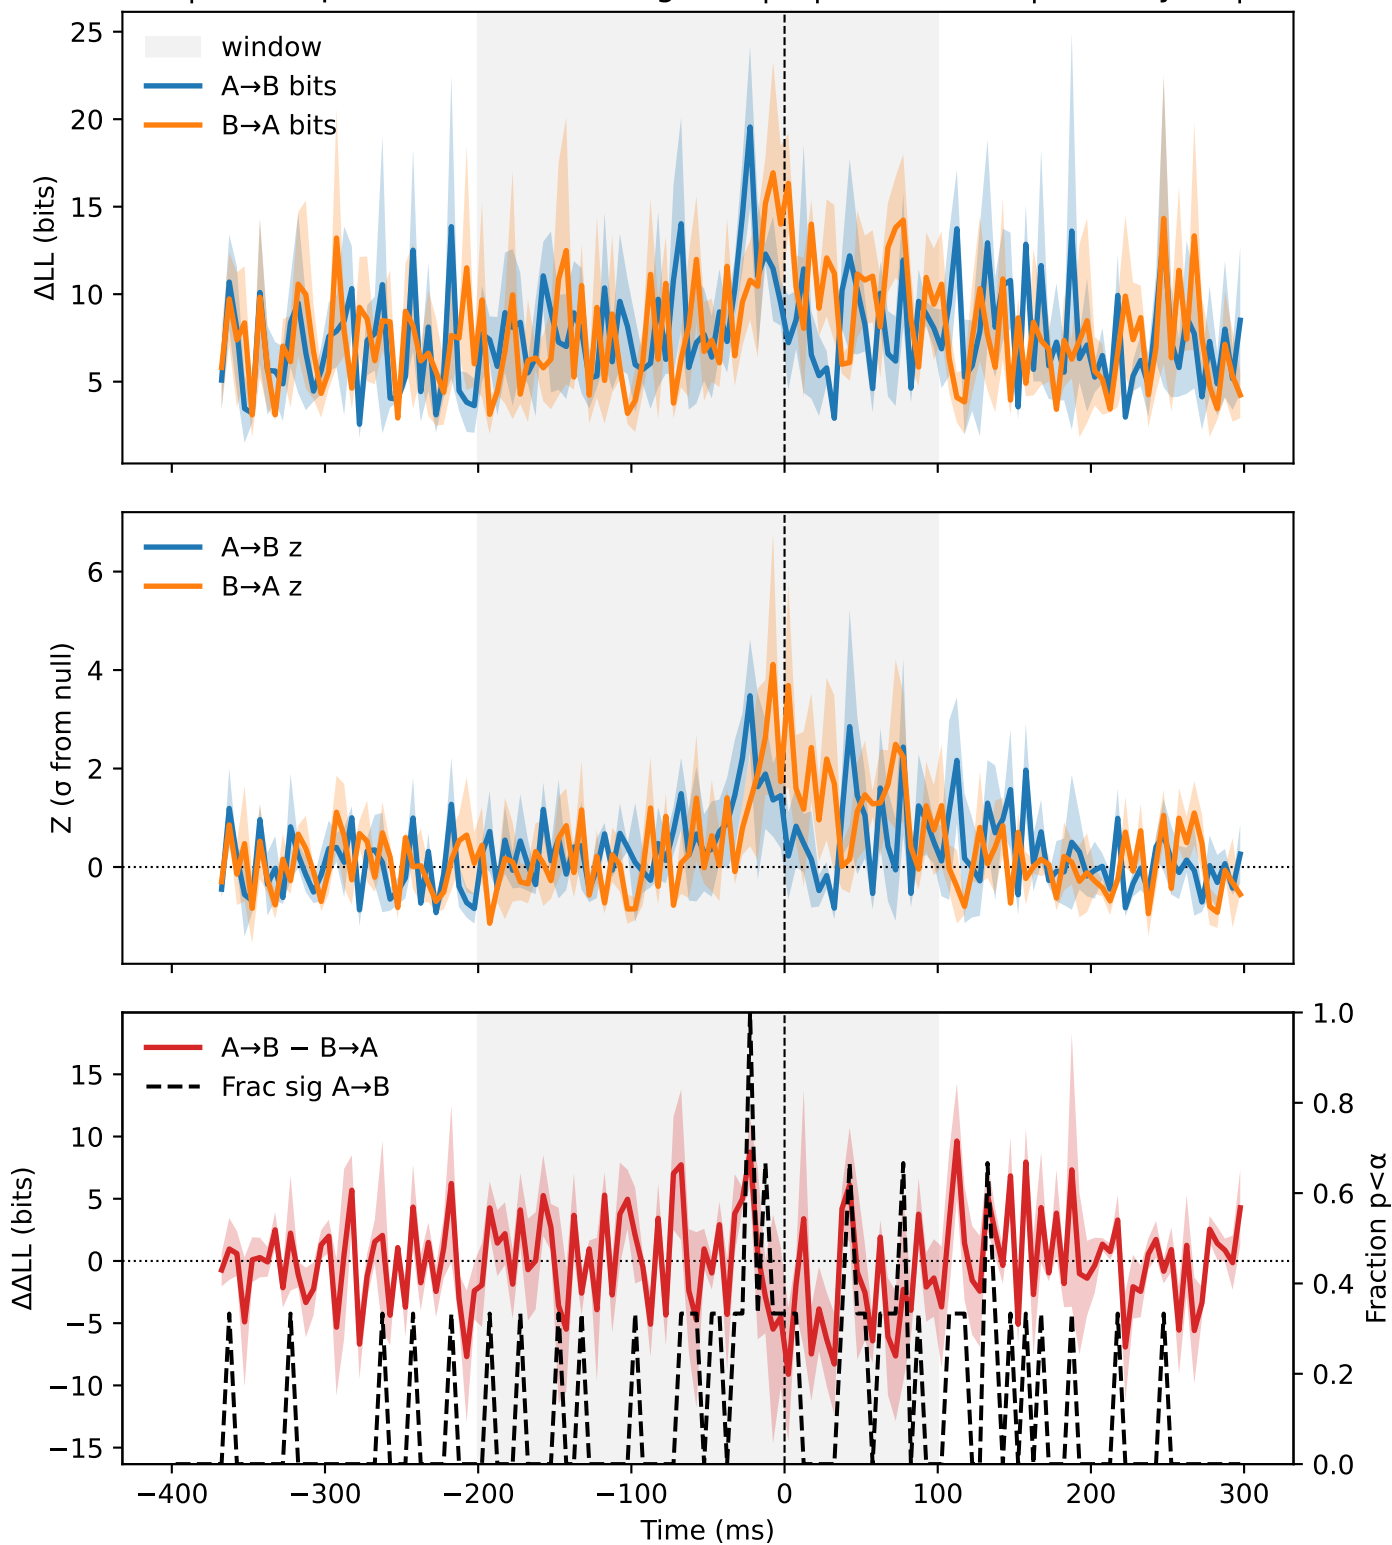 25
20
15
10
5
ΔLL (bits)
window
A→B bits
B→A bits
6
4
2
0
Z (σ from null)
A→B z
B→A z
15
10
5
0
−5
−10
−15
ΔΔLL (bits)
A→B − B→A
Frac sig A→B
1.0
0.8
0.6
0.4
0.2
0.0
Fraction p<α
−400 −300 −200 −100 0 100 200 300
Time (ms)